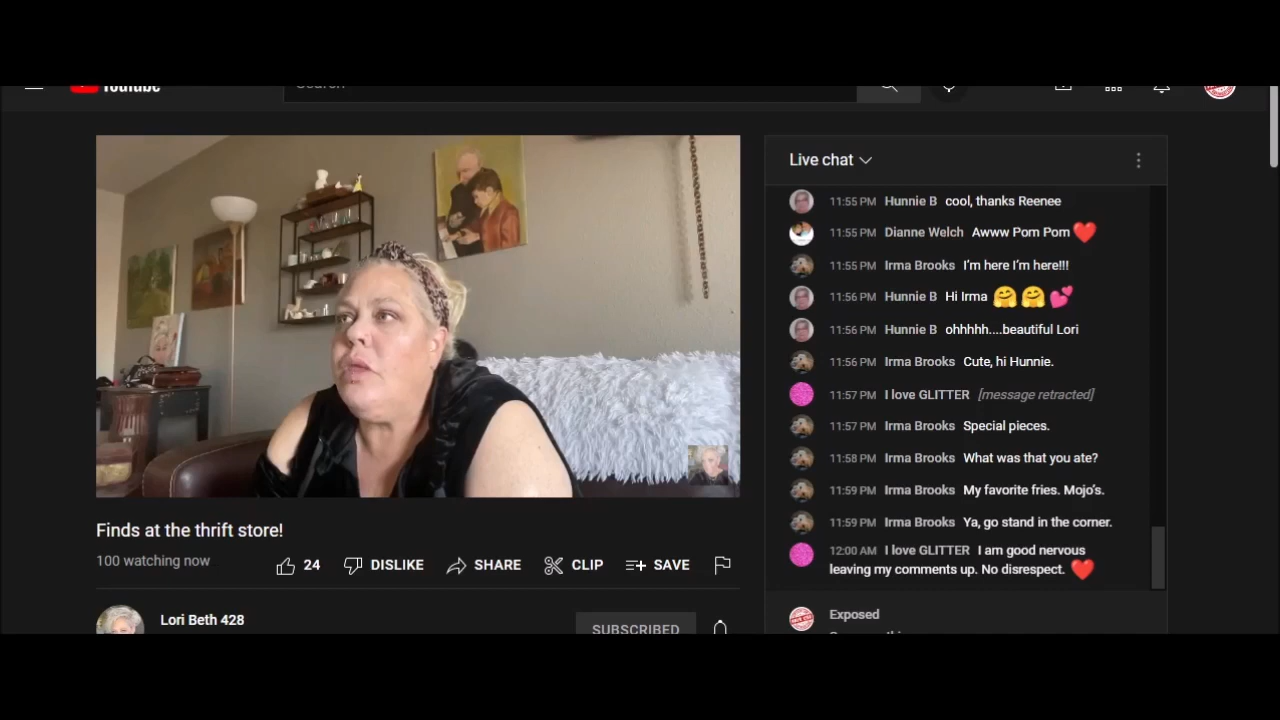 YouTube
Search
Live chat
11:55 PM Hunnie B cool, thanks Reenee
11:55 PM Dianne Welch Awww Pom Pom ❤️
11:55 PM Irma Brooks I'm here I'm here!!!
11:56 PM Hunnie B Hi Irma 🤗 🤗 💕
11:56 PM Hunnie B ohhhhh....beautiful Lori
11:56 PM Irma Brooks Cute, hi Hunnie.
11:57 PM I love GLITTER [message retracted]
11:57 PM Irma Brooks Special pieces.
11:58 PM Irma Brooks What was that you ate?
11:59 PM Irma Brooks My favorite fries. Mojo's.
11:59 PM Irma Brooks Ya, go stand in the corner.
12:00 AM I love GLITTER I am good nervous
leaving my comments up. No disrespect. ❤️
Exposed
Finds at the thrift store!
100 watching now
24 DISLIKE SHARE CLIP SAVE
Lori Beth 428
SUBSCRIBED